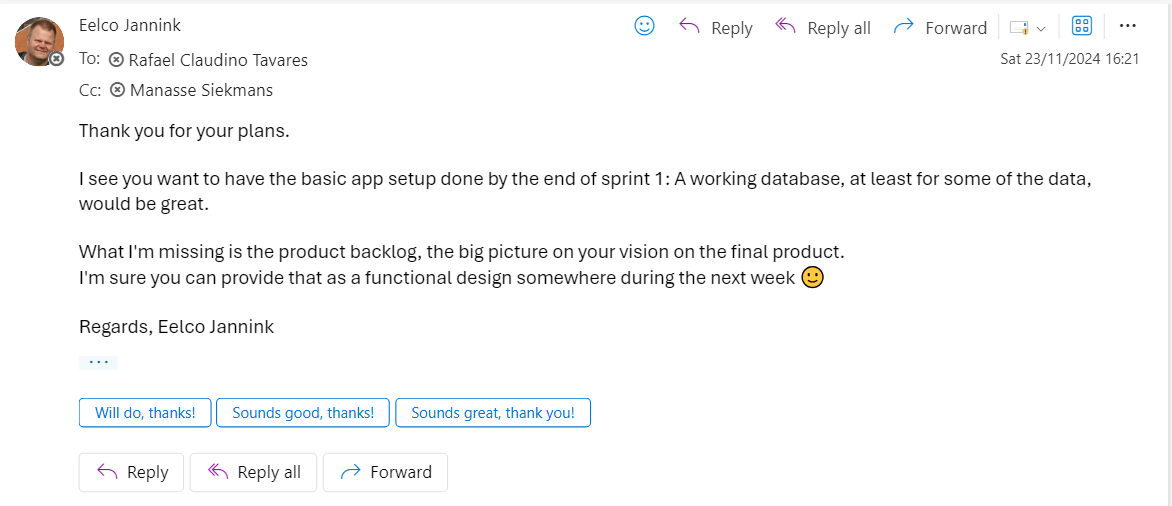 Eelco Jannink
Reply
Reply all
Forward
To: Rafael Claudino Tavares
Sat 23/11/2024 16:21
Cc: Manasse Siekmans
Thank you for your plans.
I see you want to have the basic app setup done by the end of sprint 1: A working database, at least for some of the data,
would be great.
What I'm missing is the product backlog, the big picture on your vision on the final product.
I'm sure you can provide that as a functional design somewhere during the next week 🙂
Regards, Eelco Jannink
...
Will do, thanks!
Sounds good, thanks!
Sounds great, thank you!
Reply
Reply all
Forward